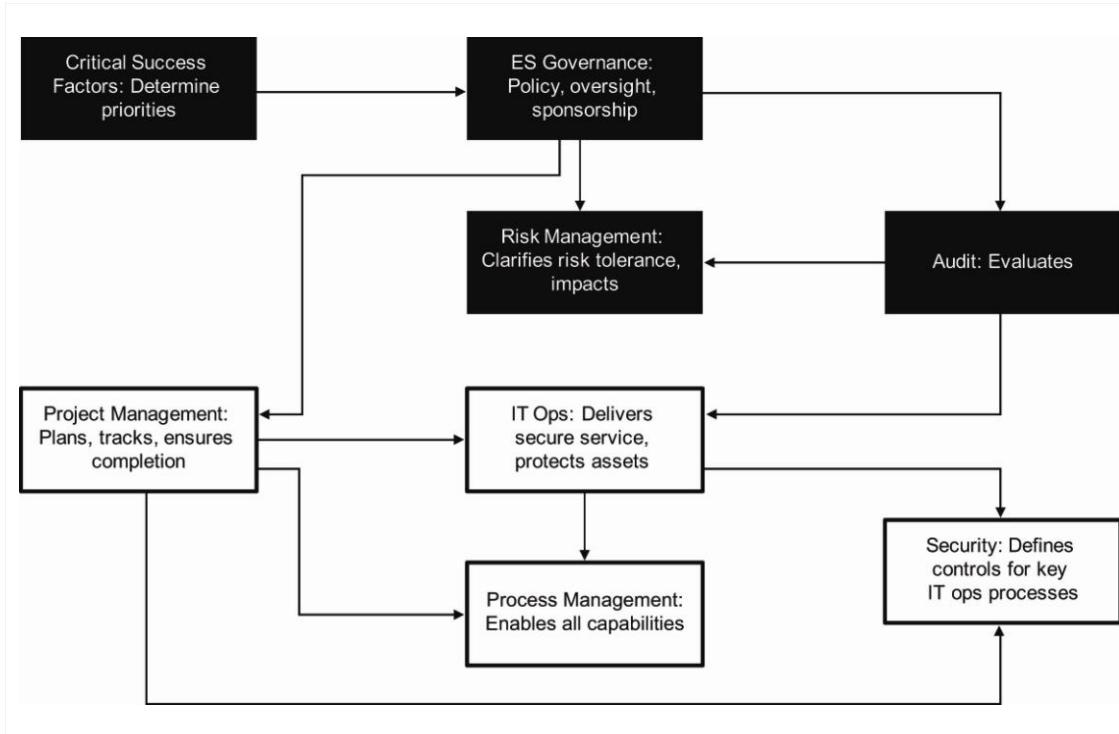 Critical Success
Factors: Determine
priorities
ES Governance:
Policy, oversight,
sponsorship
Risk Management:
Clarifies risk tolerance,
impacts
Audit: Evaluates
Project Management:
Plans, tracks, ensures
completion
IT Ops: Delivers
secure service,
protects assets
Security: Defines
controls for key
IT ops processes
Process Management:
Enables all capabilities